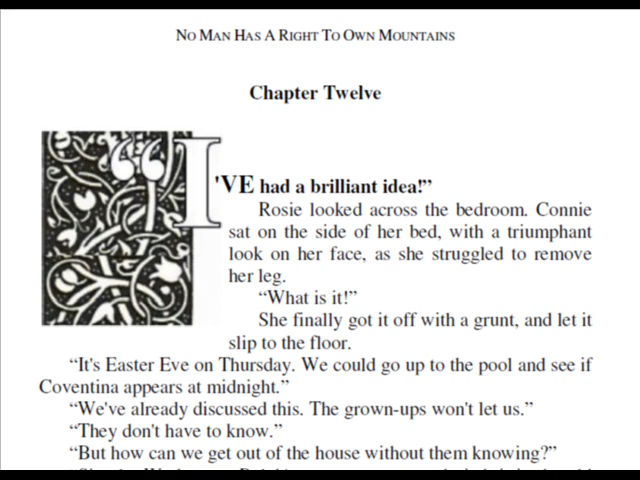 NO MAN HAS A RIGHT TO OWN MOUNTAINS
Chapter Twelve
“I'VE had a brilliant idea!”
Rosie looked across the bedroom. Connie
sat on the side of her bed, with a triumphant
look on her face, as she struggled to remove
her leg.
“What is it!”
She finally got it off with a grunt, and let it
slip to the floor.
“It's Easter Eve on Thursday. We could go up to the pool and see if
Coventina appears at midnight.”
“We've already discussed this. The grown-ups won't let us.”
“They don't have to know.”
“But how can we get out of the house without them knowing?”